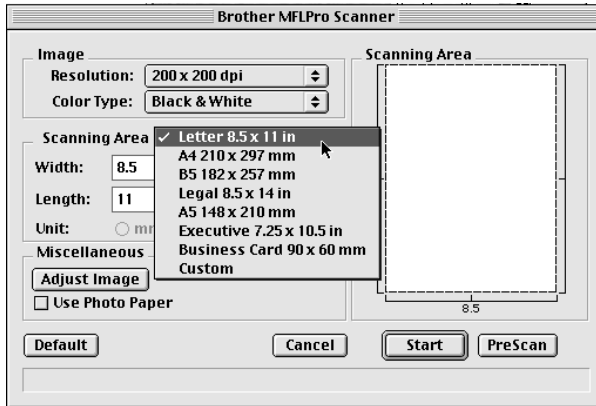 Brother MFLPro Scanner
Image
Resolution: 200 x 200 dpi
Color Type: Black & White
Scanning Area
✓ Letter 8.5 x 11 in
A4 210 x 297 mm
B5 182 x 257 mm
Legal 8.5 x 14 in
A5 148 x 210 mm
Executive 7.25 x 10.5 in
Business Card 90 x 60 mm
Custom
Width: 8.5
Length: 11
Unit:
Miscellaneous
Adjust Image
Use Photo Paper
Scanning Area
8.5
Default
Cancel
Start
PreScan